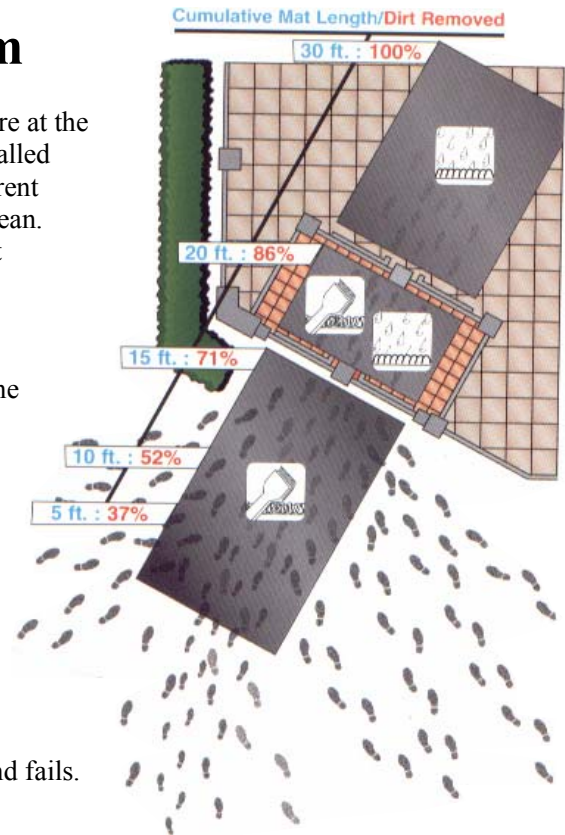 m
Cumulative Mat Length/Dirt Removed
30 ft. : 100%
re at the
alled
rent
ean.
t
20 ft. : 86%
15 ft. : 71%
ne
10 ft. : 52%
5 ft. : 37%
nd fails.